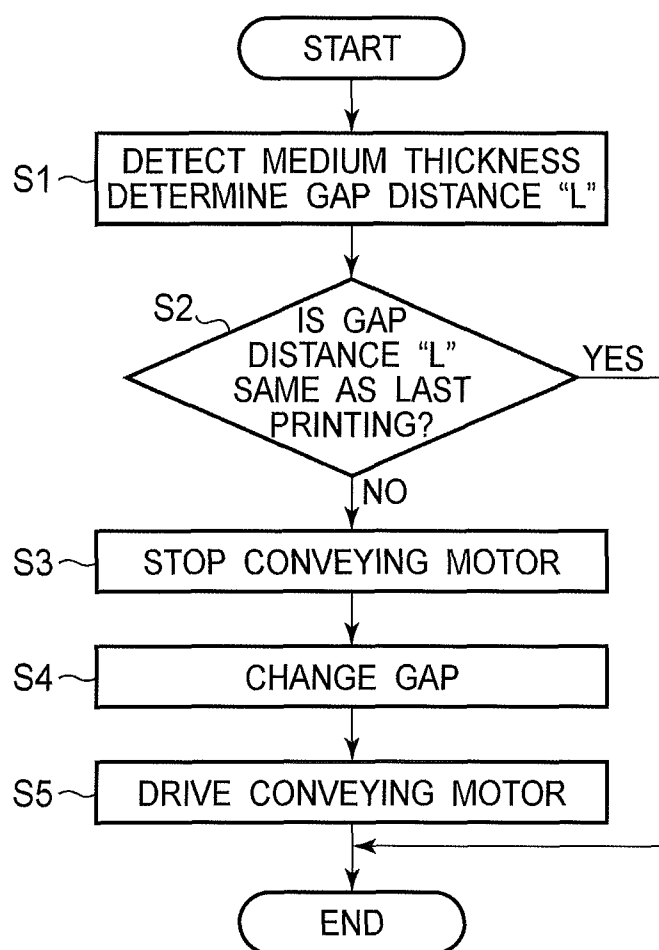 START
S1
DETECT MEDIUM THICKNESS
DETERMINE GAP DISTANCE “L”
S2
IS GAP
DISTANCE “L”
SAME AS LAST
PRINTING?
YES
NO
S3
STOP CONVEYING MOTOR
S4
CHANGE GAP
S5
DRIVE CONVEYING MOTOR
END